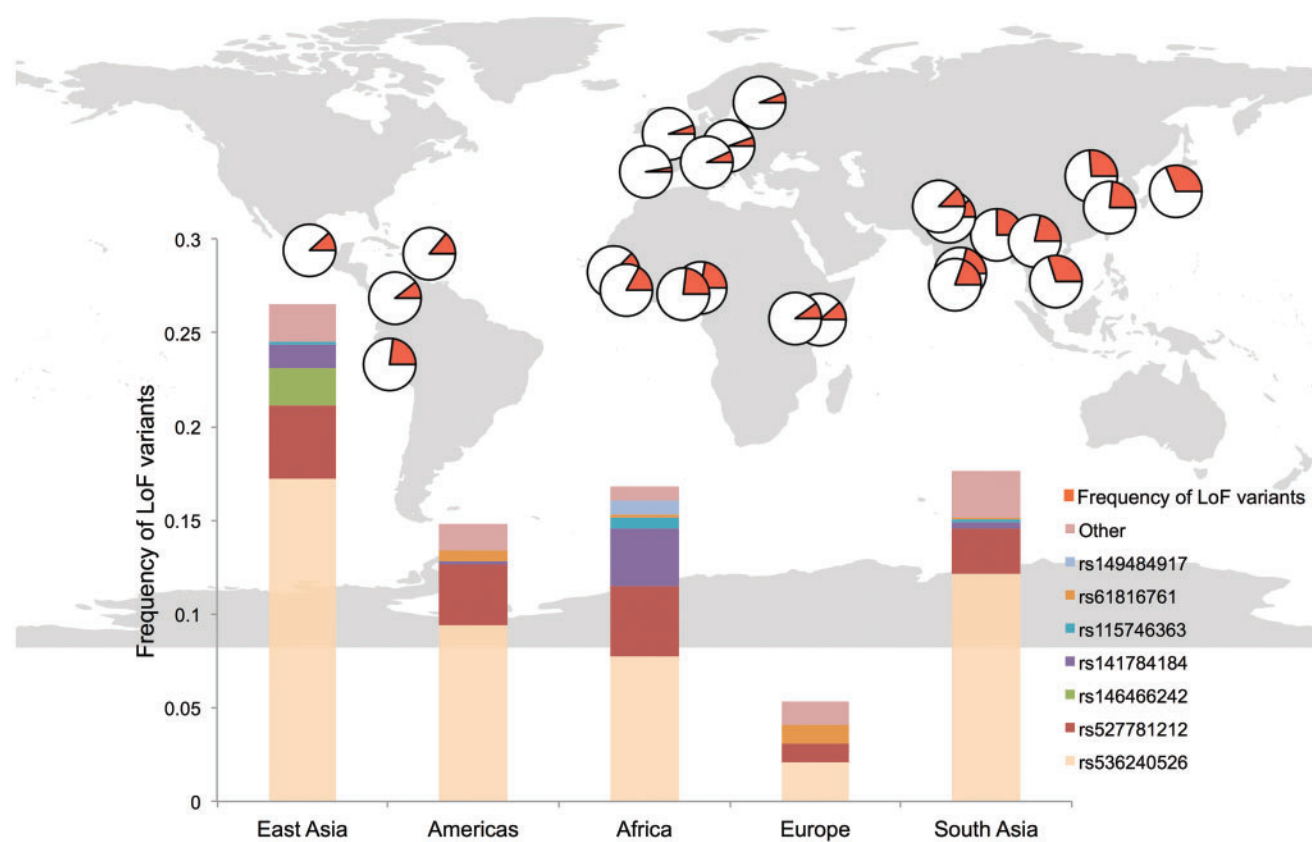 0.3
0.25
0.2
0.15
0.1
0.05
0
Frequency of LoF variants
East Asia
Americas
Africa
Europe
South Asia
Frequency of LoF variants
Other
rs149484917
rs61816761
rs115746363
rs141784184
rs146466242
rs527781212
rs536240526